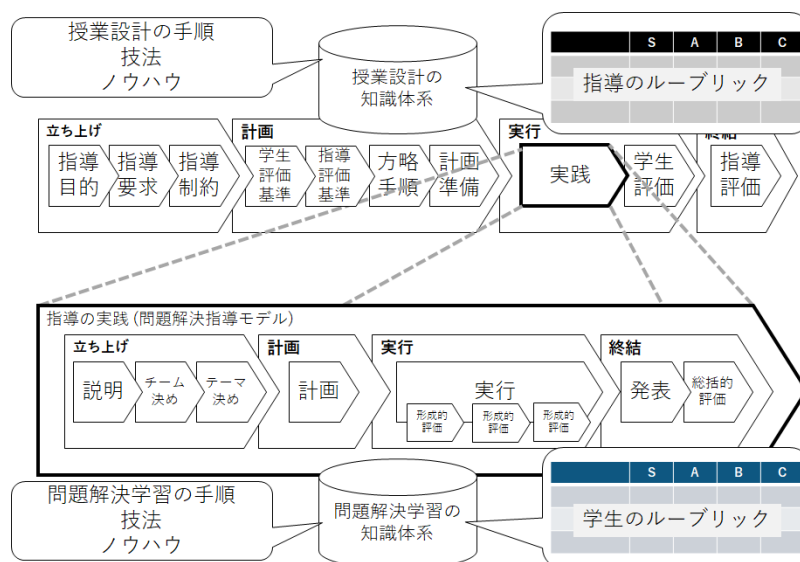 授業設計の手順
技法
ノウハウ
授業設計の
知識体系
S A B C
指導のルーブリック
立ち上げ
指導
目的
指導
要求
指導
制約
計画
学生
評価
基準
指導
評価
基準
方略
手順
計画
準備
実行
実践
学生
評価
終結
指導
評価
指導の実践(問題解決指導モデル)
立ち上げ
説明
チーム
決め
テーマ
決め
計画
計画
実行
実行
形成的
評価
形成的
評価
形成的
評価
終結
発表
総括的
評価
問題解決学習の手順
技法
ノウハウ
問題解決学習の
知識体系
S A B C
学生のルーブリック